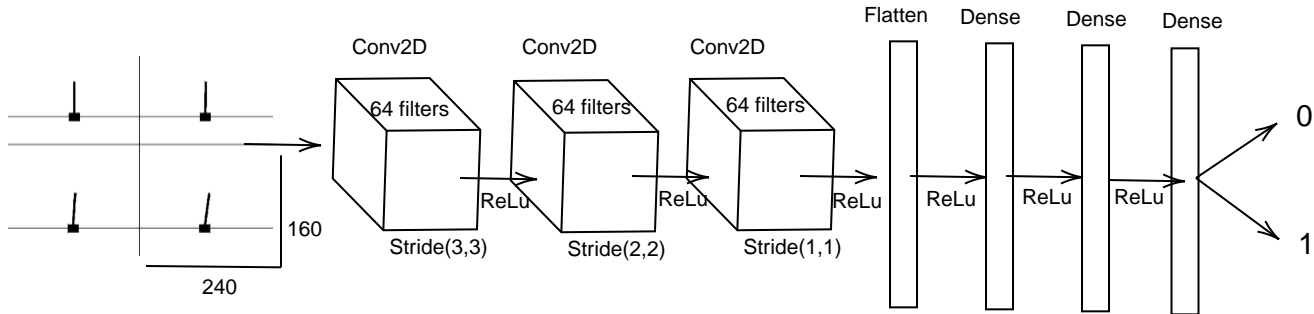 Flatten
Dense
Dense
Dense
Conv2D
Conv2D
Conv2D
64 filters
64 filters
64 filters
0
ReLu
ReLu
ReLu
ReLu
ReLu
ReLu
160
Stride(3,3)
Stride(2,2)
Stride(1,1)
1
240